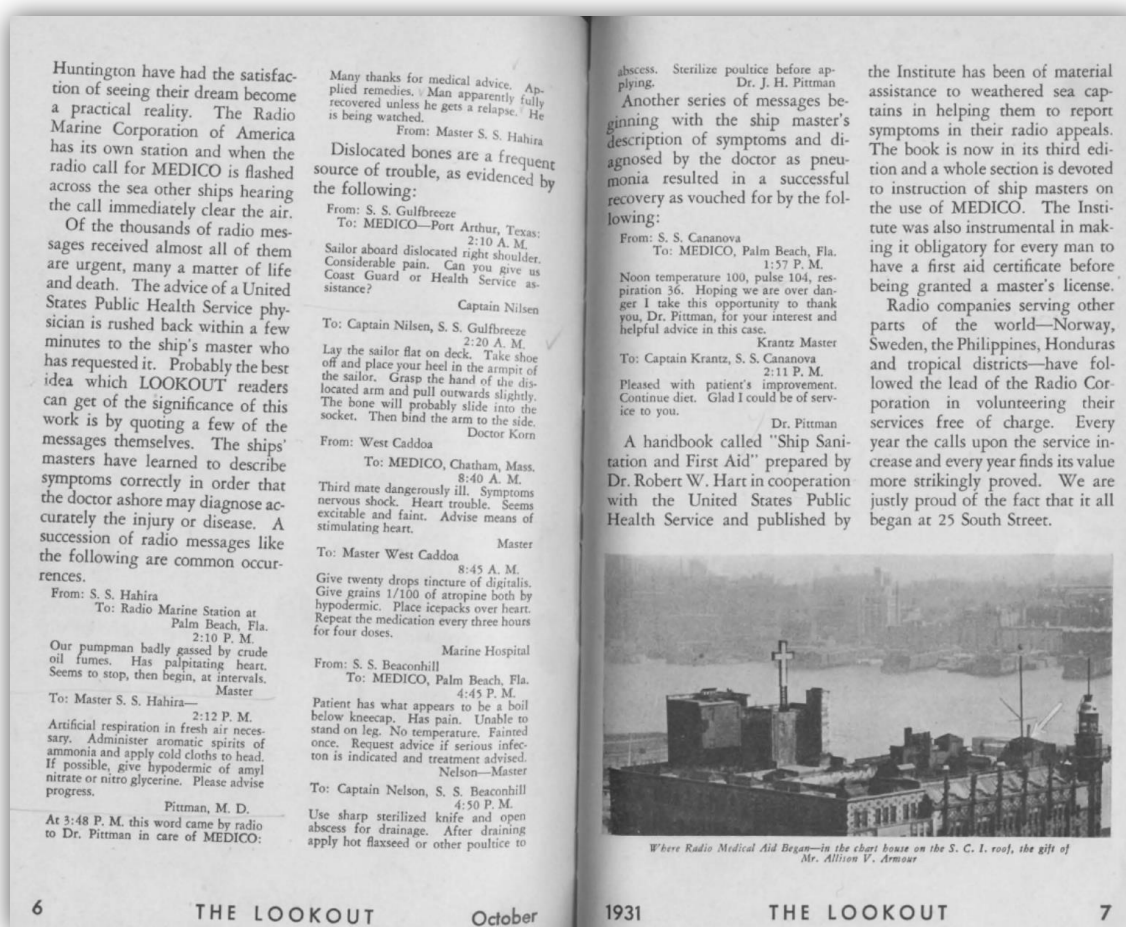 Huntington have had the satisfac-
tion of seeing their dream become
a practical reality. The Radio
Marine Corporation of America
has its own station and when the
radio call for MEDICO is flashed
across the sea other ships hearing
the call immediately clear the air.
Of the thousands of radio mes-
sages received almost all of them
are urgent, many a matter of life
and death. The advice of a United
States Public Health Service phy-
sician is rushed back within a few
minutes to the ship's master who
has requested it. Probably the best
idea which LOOKOUT readers
can get of the significance of this
work is by quoting a few of the
messages themselves. The ships'
masters have learned to describe
symptoms correctly in order that
the doctor ashore may diagnose ac-
curately the injury or disease. A
succession of radio messages like
the following are common occur-
rences.
From: S. S. Hahira
To: Radio Marine Station at
Palm Beach, Fla.
2:10 P. M.
Our pumpman badly gassed by crude
oil fumes. Has palpitating heart.
Seems to stop, then begin, at intervals.
Master
To: Master S. S. Hahira—
2:12 P. M.
Artificial respiration in fresh air neces-
sary. Administer aromatic spirits of
ammonia and apply cold cloths to head.
If possible, give hypodermic of amyl
nitrate or nitro glycerine. Please advise
progress.
Pittman, M. D.
At 3:48 P. M. this word came by radio
to Dr. Pittman in care of MEDICO:
Many thanks for medical advice. Ap-
plied remedies. Man apparently fully
recovered unless he gets a relapse. He
is being watched.
From: Master S. S. Hahira
Dislocated bones are a frequent
source of trouble, as evidenced by
the following:
From: S. S. Gulfbreeze
To: MEDICO—Port Arthur, Texas:
2:10 A. M.
Sailor aboard dislocated right shoulder.
Considerable pain. Can you give us
Coast Guard or Health Service as-
sistance?
Captain Nilsen
To: Captain Nilsen, S. S. Gulfbreeze
2:20 A. M.
Lay the sailor flat on deck. Take shoe
off and place your heel in the armpit of
the sailor. Grasp the hand of the dis-
located arm and pull outwards slightly.
The bone will probably slide into the
socket. Then bind the arm to the side.
Doctor Korn
From: West Caddoa
To: MEDICO, Chatham, Mass.
8:40 A. M.
Third mate dangerously ill. Symptoms
nervous shock. Heart trouble. Seems
excitable and faint. Advise means of
stimulating heart.
Master
To: Master West Caddoa
8:45 A. M.
Give twenty drops tincture of digitalis.
Give grains 1/100 of atropine both by
hypodermic. Place icepacks over heart.
Repeat the medication every three hours
for four doses.
Marine Hospital
From: S. S. Beaconhill
To: MEDICO, Palm Beach, Fla.
4:45 P. M.
Patient has what appears to be a boil
below kneecap. Has pain. Unable to
stand on leg. No temperature. Fainted
once. Request advice if serious infec-
ton is indicated and treatment advised.
Nelson—Master
To: Captain Nelson, S. S. Beaconhill
4:50 P. M.
Use sharp sterilized knife and open
abscess for drainage. After draining
apply hot flaxseed or other poultice to
6 THE LOOKOUT October
abscess. Sterilize poultice before ap-
plying. Dr. J. H. Pittman
Another series of messages be-
ginning with the ship master's
description of symptoms and di-
agnosed by the doctor as pneu-
monia resulted in a successful
recovery as vouched for by the fol-
lowing:
From: S. S. Cananova
To: MEDICO, Palm Beach, Fla.
1:57 P. M.
Noon temperature 100, pulse 104, res-
piration 36. Hoping we are over dan-
ger I take this opportunity to thank
you, Dr. Pittman, for your interest and
helpful advice in this case.
Krantz Master
To: Captain Krantz, S. S. Cananova
2:11 P. M.
Pleased with patient's improvement.
Continue diet. Glad I could be of serv-
ice to you.
Dr. Pittman
A handbook called "Ship Sani-
tation and First Aid" prepared by
Dr. Robert W. Hart in cooperation
with the United States Public
Health Service and published by
the Institute has been of material
assistance to weathered sea cap-
tains in helping them to report
symptoms in their radio appeals.
The book is now in its third edi-
tion and a whole section is devoted
to instruction of ship masters on
the use of MEDICO. The Insti-
tute was also instrumental in mak-
ing it obligatory for every man to
have a first aid certificate before
being granted a master's license.
Radio companies serving other
parts of the world—Norway,
Sweden, the Philippines, Honduras
and tropical districts—have fol-
lowed the lead of the Radio Cor-
poration in volunteering their
services free of charge. Every
year the calls upon the service in-
crease and every year finds its value
more strikingly proved. We are
justly proud of the fact that it all
began at 25 South Street.
Where Radio Medical Aid Began—in the chart house on the S. C. I. roof, the gift of
Mr. Allison V. Armour
1931 THE LOOKOUT 7